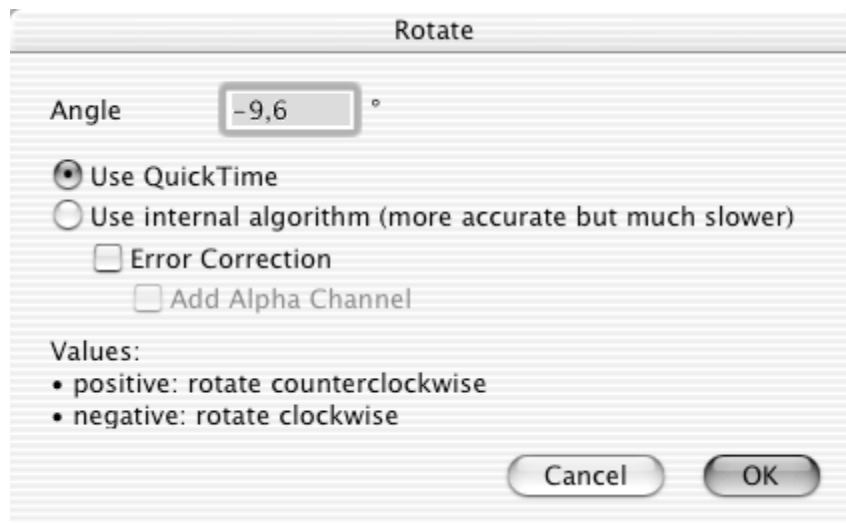 Rotate
Angle -9,6 °
Use QuickTime
Use internal algorithm (more accurate but much slower)
Error Correction
Add Alpha Channel
Values:
• positive: rotate counterclockwise
• negative: rotate clockwise
Cancel OK